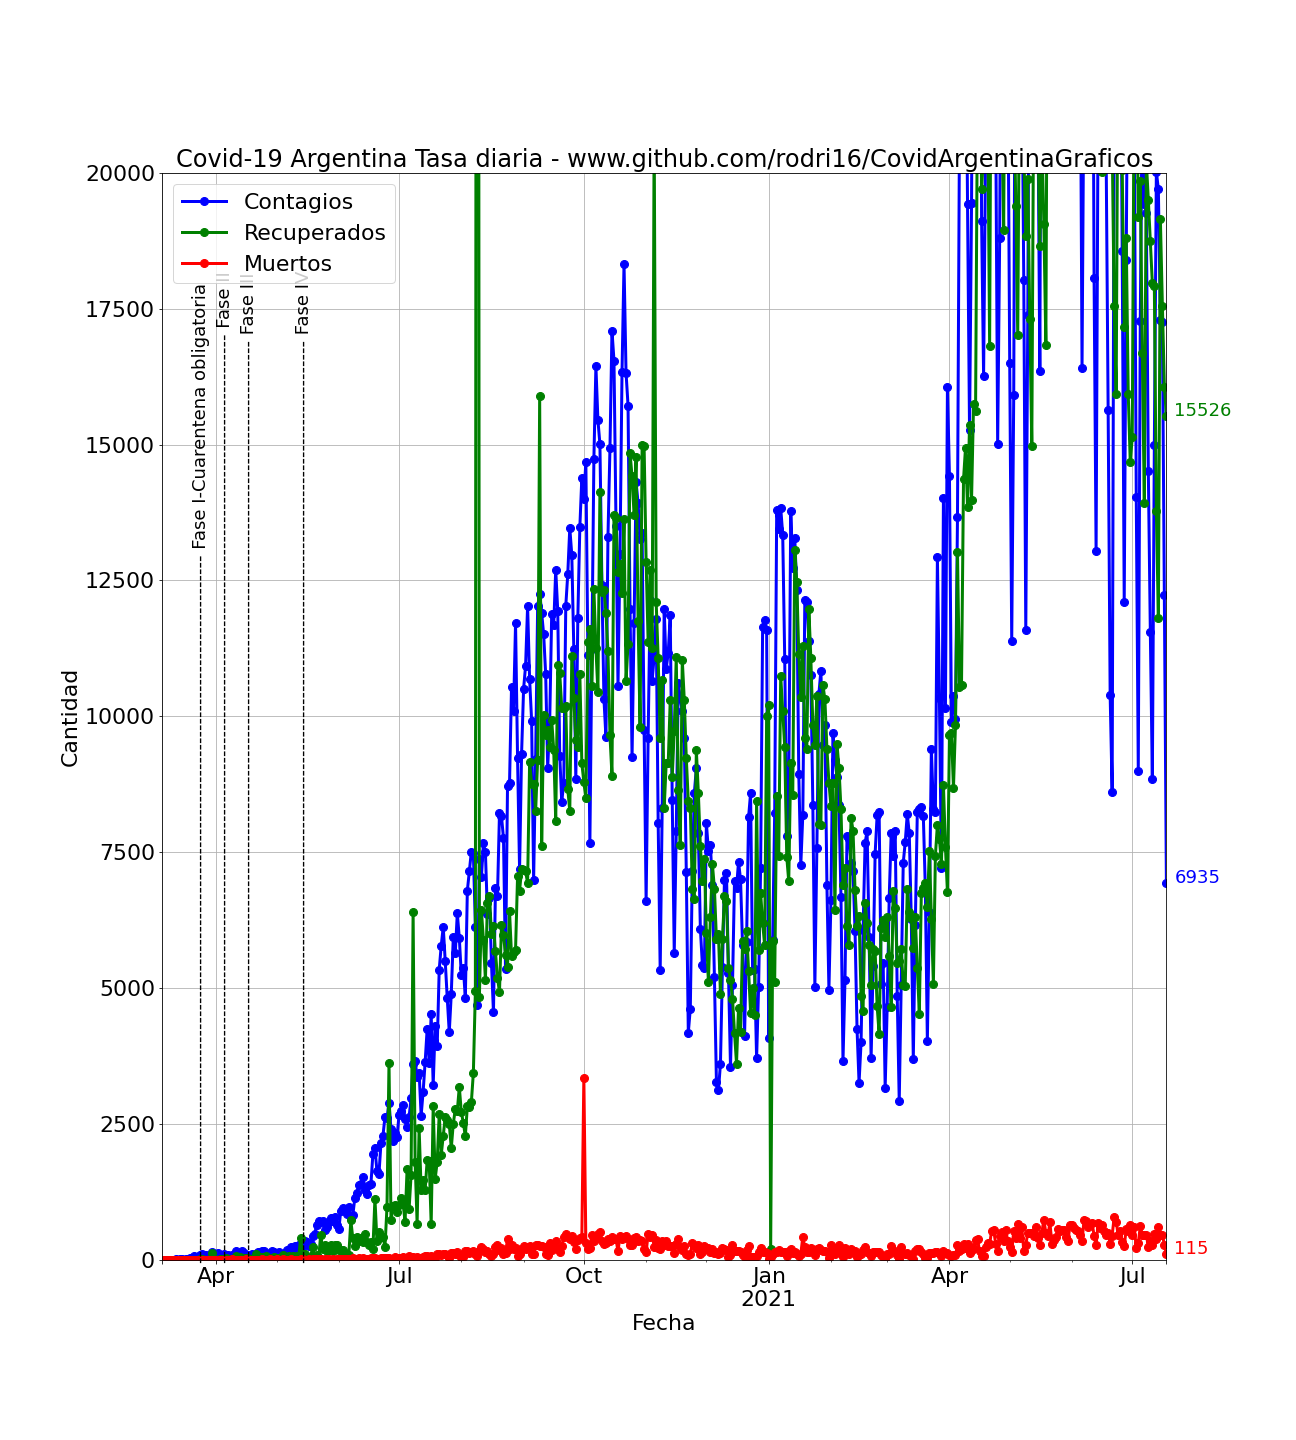 Covid-19 Argentina Tasa diaria - www.github.com/rodri16/CovidArgentinaGraficos
Contagios
Recuperados
Muertos
Fase I-Cuarentena obligatoria
Fase II
Fase III
Fase IV
20000
17500
15000
12500
10000
7500
5000
2500
0
Cantidad
15526
6935
115
Apr
Jul
Oct
Jan
2021
Apr
Jul
Fecha